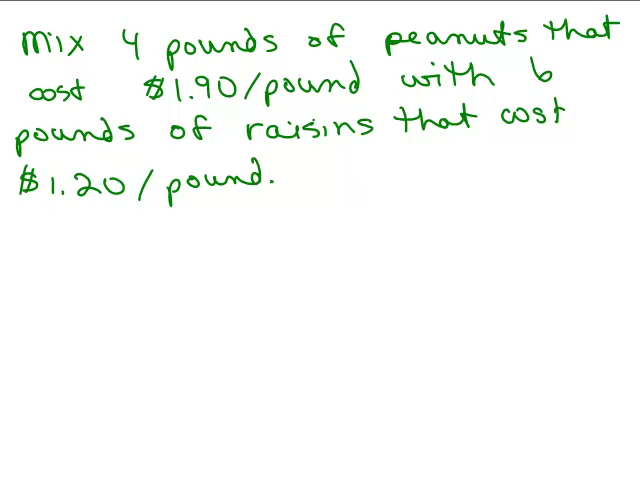 Mix 4 pounds of peanuts that
cost $1.90/pound with 6
pounds of raisins that cost
$1.20/pound.